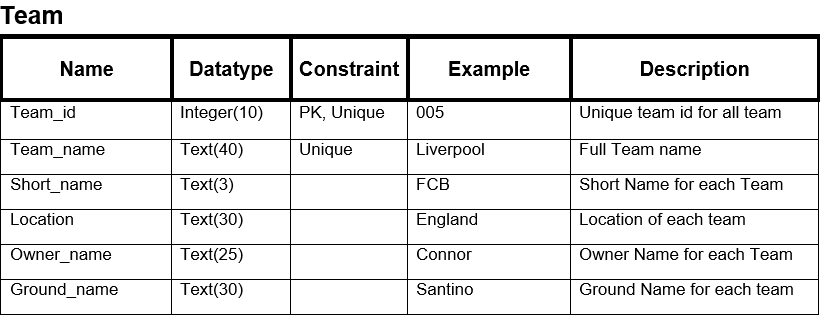 Team
Name Datatype Constraint Example Description
Team_id Integer(10) PK, Unique 005 Unique team id for all team
Team_name Text(40) Unique Liverpool Full Team name
Short_name Text(3) FCB Short Name for each Team
Location Text(30) England Location of each team
Owner_name Text(25) Connor Owner Name for each Team
Ground_name Text(30) Santino Ground Name for each team